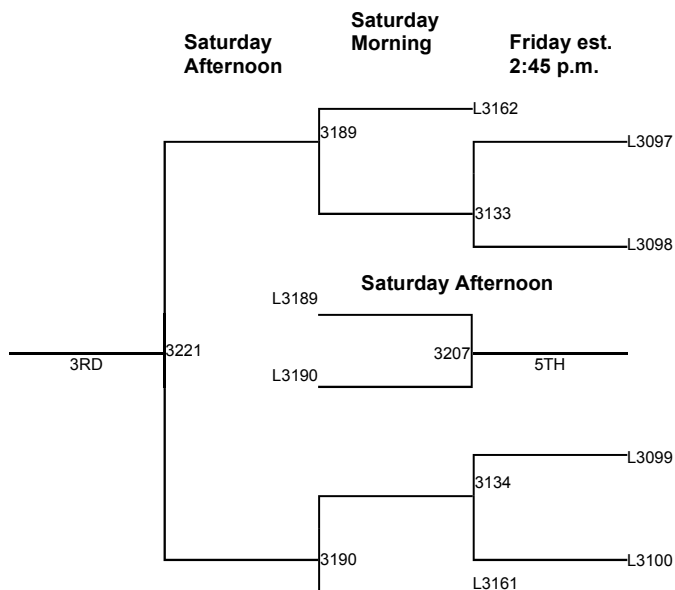 Saturday
Afternoon
Saturday
Morning
Friday est.
2:45 p.m.
L3162
3189
L3097
3133
L3098
Saturday Afternoon
L3189
3221
3207
3RD
5TH
L3190
L3099
3134
3190
L3100
L3161